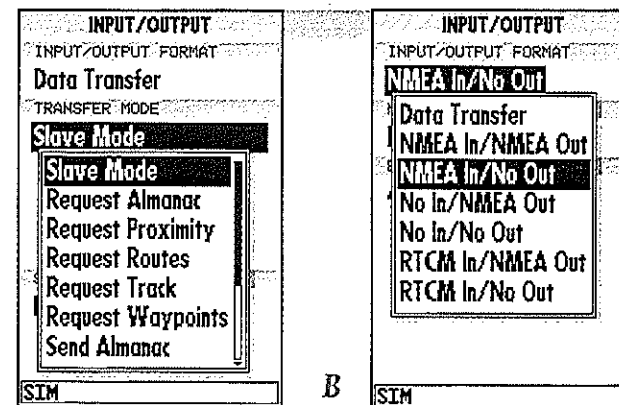 INPUT/OUTPUT
INPUT/OUTPUT FORMAT
Data Transfer
TRANSFER MODE
Slave Mode
Slave Mode
Request Almanac
Request Proximity
Request Routes
Request Track
Request Waypoints
Send Almanac
SIM
B
INPUT/OUTPUT
INPUT/OUTPUT FORMAT
NMEA In/No Out
Data Transfer
NMEA In/NMEA Out
NMEA In/No Out
No In/NMEA Out
No In/No Out
RTCM In/NMEA Out
RTCM In/No Out
SIM